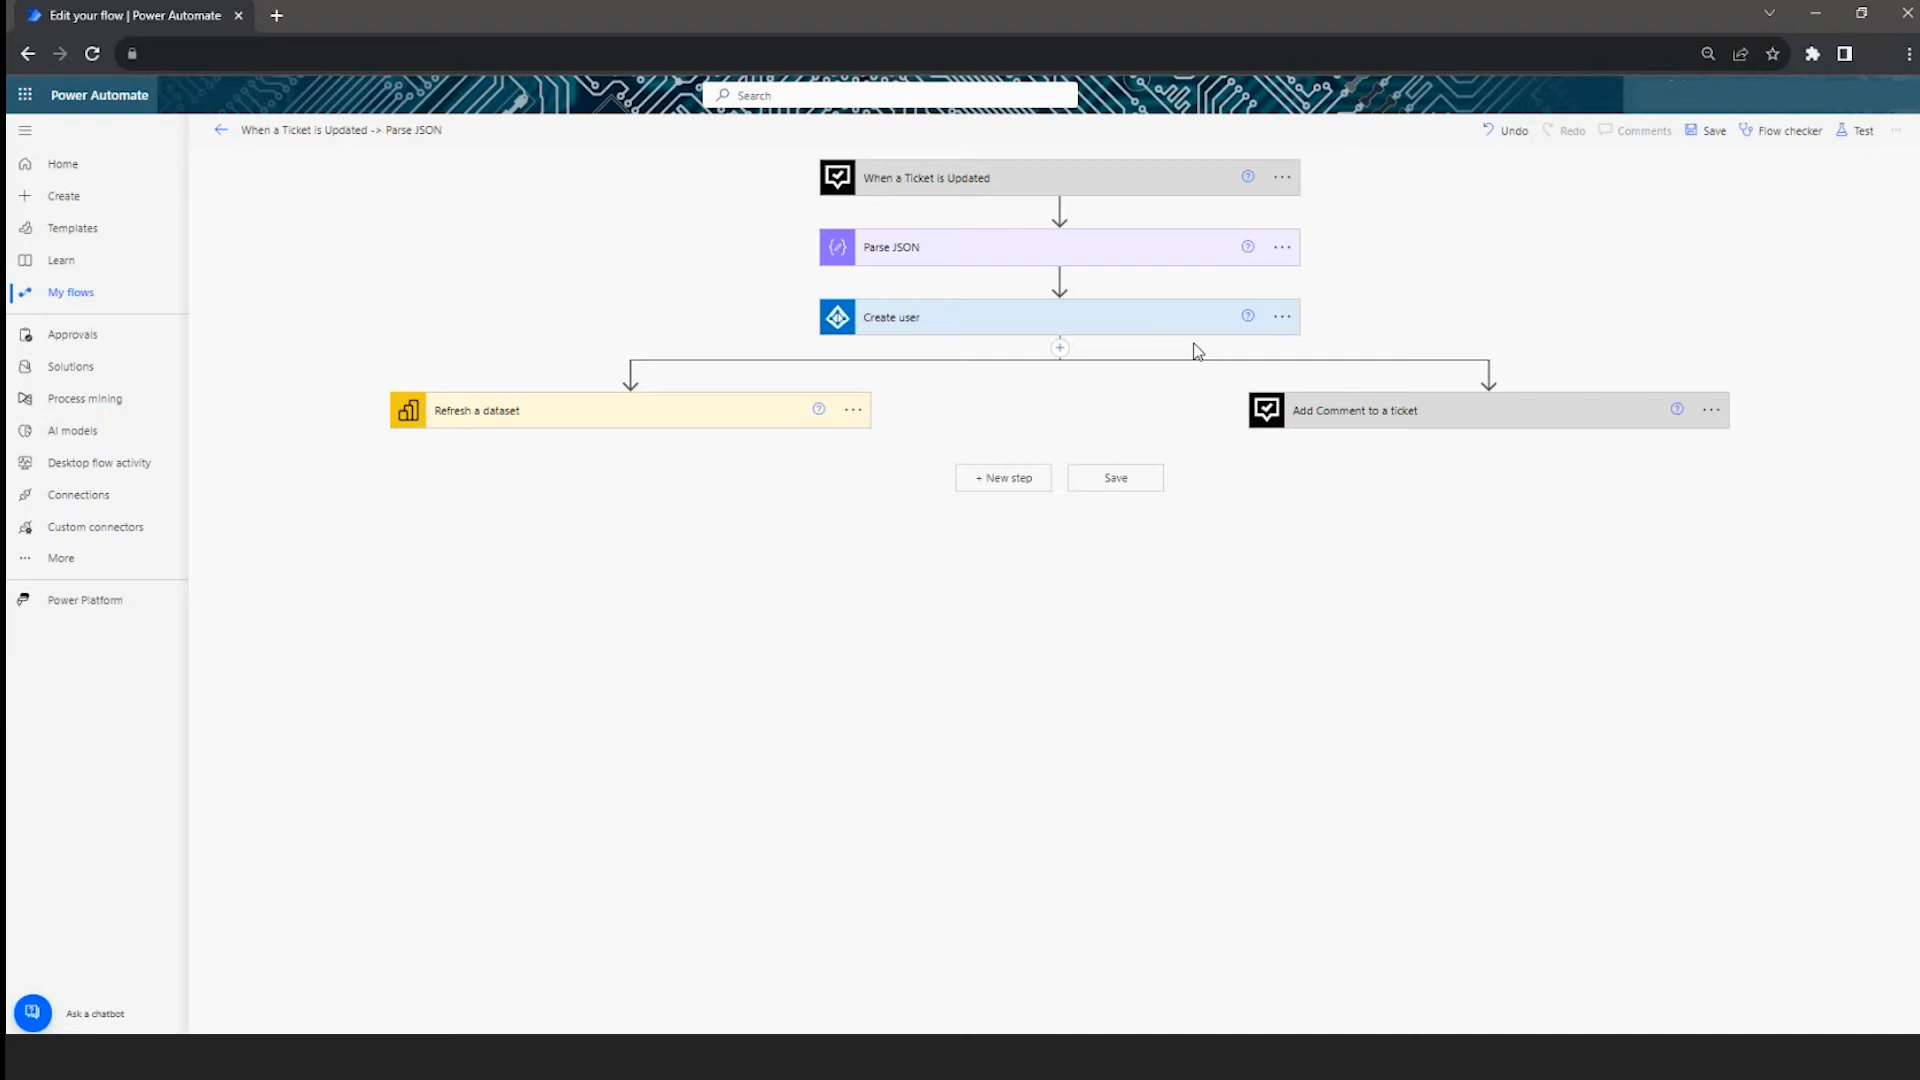 Edit your flow | Power Automate
Power Automate
Search
When a Ticket is Updated -> Parse JSON
Undo
Redo
Comments
Save
Flow checker
Test
Home
Create
Templates
Learn
My flows
Approvals
Solutions
Process mining
AI models
Desktop flow activity
Connections
Custom connectors
More
Power Platform
Ask a chatbot
When a Ticket is Updated
Parse JSON
Create user
Refresh a dataset
Add Comment to a ticket
+ New step
Save